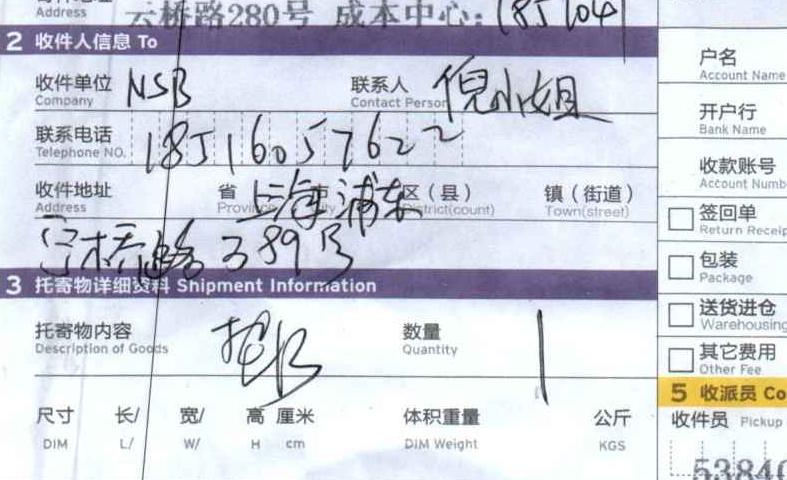 Address 云桥路280号 成本中心: 1851041
2 收件人信息 To
收件单位 NSB 联系人 倪小姐
Company Contact Person
联系电话 18516057622
Telephone NO.
收件地址 省 上海 市 浦东 区（县） 镇（街道）
Address Province City District(count) Town(street)
宁桥路389号
3 托寄物详细资料 Shipment Information
托寄物内容 数量 1
Description of Goods Quantity
尺寸 长/ 宽/ 高 厘米 体积重量 公斤
DIM L/ W/ H cm DIM Weight KGS
户名
Account Name
开户行
Bank Name
收款账号
Account Numb
签回单
Return Receip
包装
Package
送货进仓
Warehousing
其它费用
Other Fee
5 收派员 Co
收件员 Pickup
53840